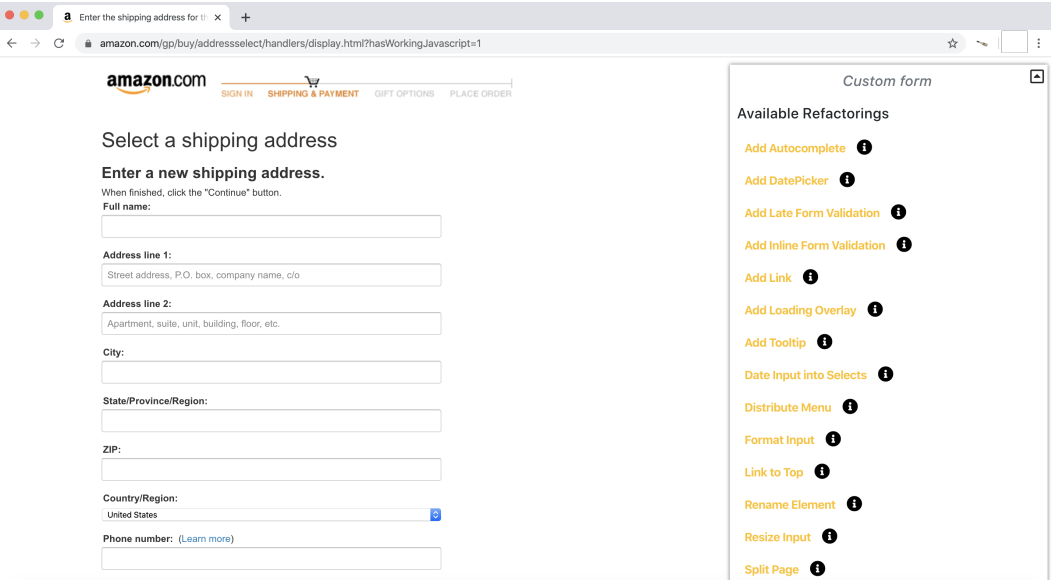 Enter the shipping address for th
amazon.com/gp/buy/addressselect/handlers/display.html?hasWorkingJavascript=1
amazon.com
SIGN IN SHIPPING & PAYMENT GIFT OPTIONS PLACE ORDER
Select a shipping address
Enter a new shipping address.
When finished, click the "Continue" button.
Full name:
Address line 1:
Street address, P.O. box, company name, c/o
Address line 2:
Apartment, suite, unit, building, floor, etc.
City:
State/Province/Region:
ZIP:
Country/Region:
United States
Phone number: (Learn more)
Custom form
Available Refactorings
Add Autocomplete
Add DatePicker
Add Late Form Validation
Add Inline Form Validation
Add Link
Add Loading Overlay
Add Tooltip
Date Input into Selects
Distribute Menu
Format Input
Link to Top
Rename Element
Resize Input
Split Page